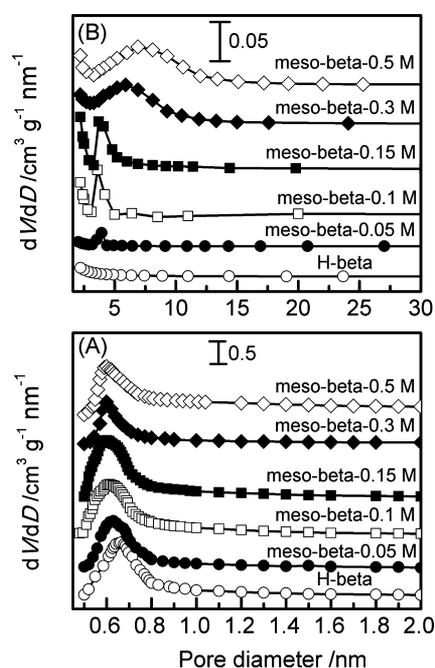 (B)
0.05
meso-beta-0.5 M
meso-beta-0.3 M
meso-beta-0.15 M
meso-beta-0.1 M
meso-beta-0.05 M
H-beta
dV/dD /cm³ g⁻¹ nm⁻¹
5 10 15 20 25 30
(A)
0.5
meso-beta-0.5 M
meso-beta-0.3 M
meso-beta-0.15 M
meso-beta-0.1 M
meso-beta-0.05 M
H-beta
dV/dD /cm³ g⁻¹ nm⁻¹
0.6 0.8 1.0 1.2 1.4 1.6 1.8 2.0
Pore diameter /nm